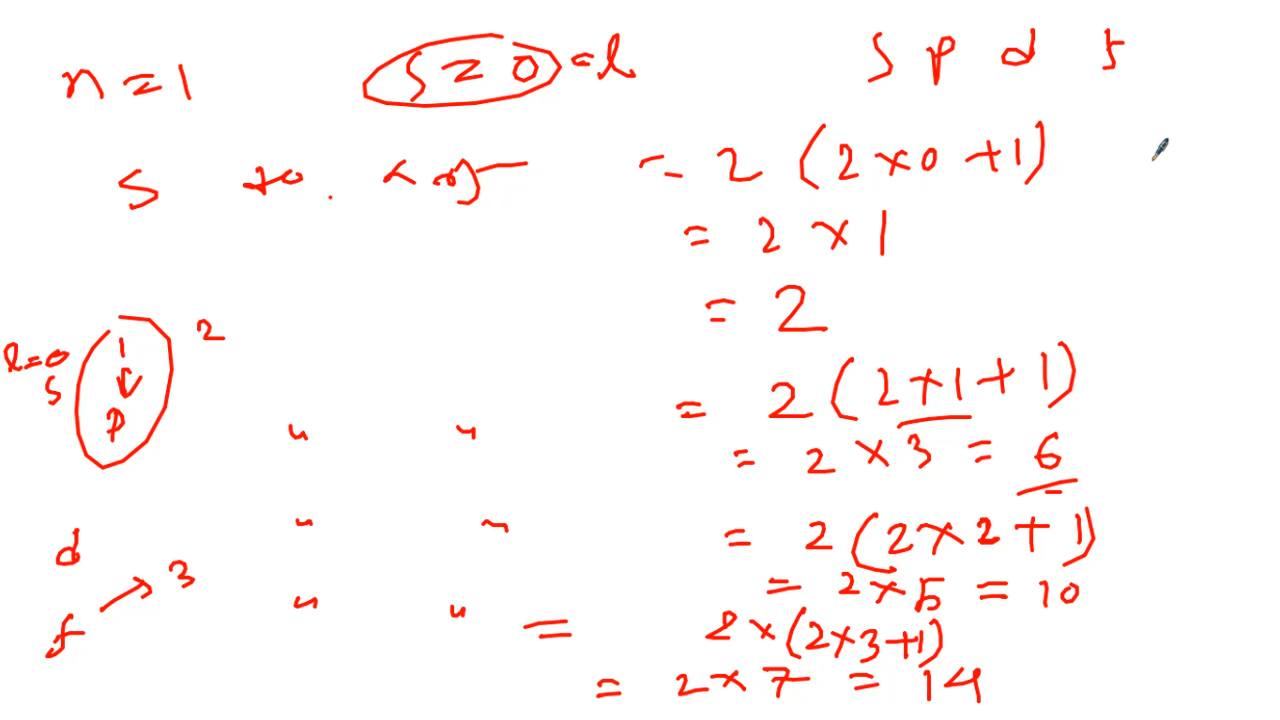 n = 1 s = 0 = l s p d f
s = 2 (2 × 0 + 1)
= 2 × 1
= 2
l = 0 1 2
s p = 2 (2 × 1 + 1)
" " = 2 × 3 = 6
d " " = 2 (2 × 2 + 1)
3 = 2 × 5 = 10
f " " = 2 × (2 × 3 + 1)
= 2 × 7 = 14